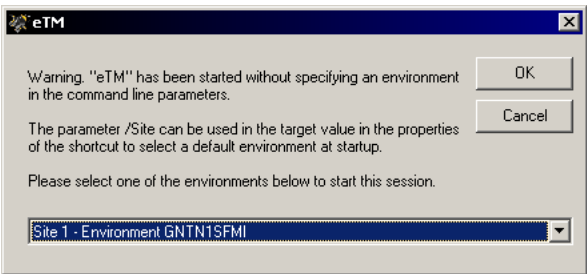 eTM
Warning. "eTM" has been started without specifying an environment
in the command line parameters.
The parameter /Site can be used in the target value in the properties
of the shortcut to select a default environment at startup.
Please select one of the environments below to start this session.
OK
Cancel
Site 1 - Environment GNTN1SFMI